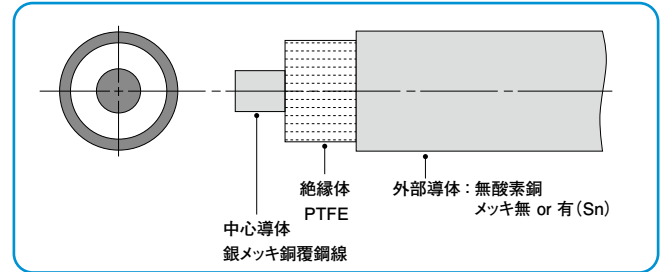 絶縁体
PTFE
外部導体：無酸素銅
メッキ無 or 有（Sn）
中心導体
銀メッキ銅覆鋼線